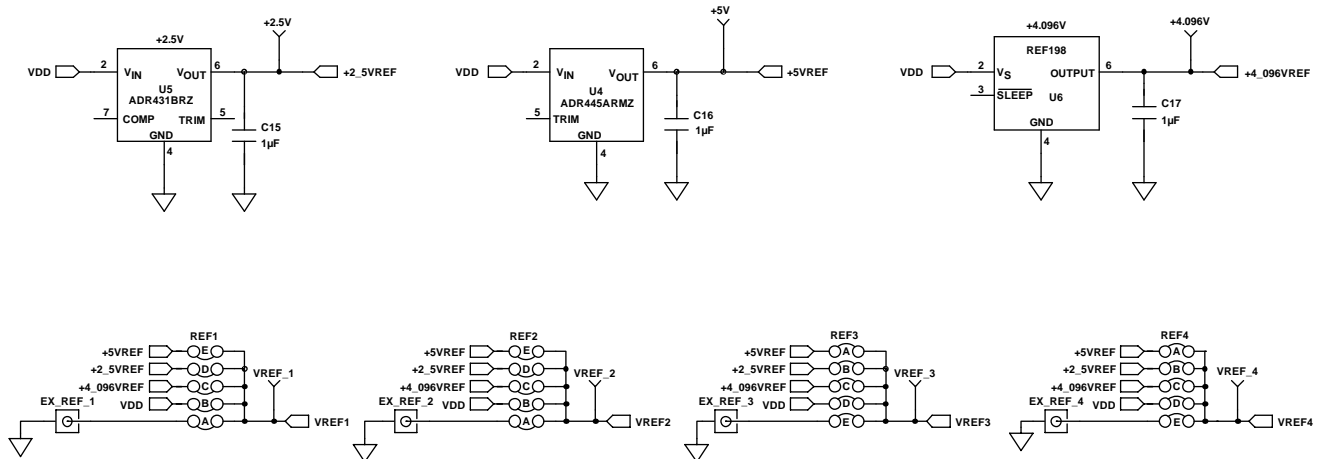 +2.5V
+2.5V
VDD
2
VIN
VOUT
6
+2_5VREF
U5
ADR431BRZ
7
COMP
TRIM
5
GND
4
C15
1µF
+5V
VDD
2
VIN
VOUT
6
+5VREF
U4
ADR445ARMZ
5
TRIM
GND
4
C16
1µF
+4.096V
+4.096V
REF198
VDD
2
VS
OUTPUT
6
+4_096VREF
3
SLEEP
U6
GND
4
C17
1µF
REF1
+5VREF
E
+2_5VREF
D
VREF_1
+4_096VREF
C
EX_REF_1
VDD
B
A
VREF1
REF2
+5VREF
E
+2_5VREF
D
VREF_2
+4_096VREF
C
EX_REF_2
VDD
B
A
VREF2
REF3
+5VREF
A
+2_5VREF
B
VREF_3
+4_096VREF
C
EX_REF_3
VDD
D
E
VREF3
REF4
+5VREF
A
+2_5VREF
B
VREF_4
+4_096VREF
C
EX_REF_4
VDD
D
E
VREF4